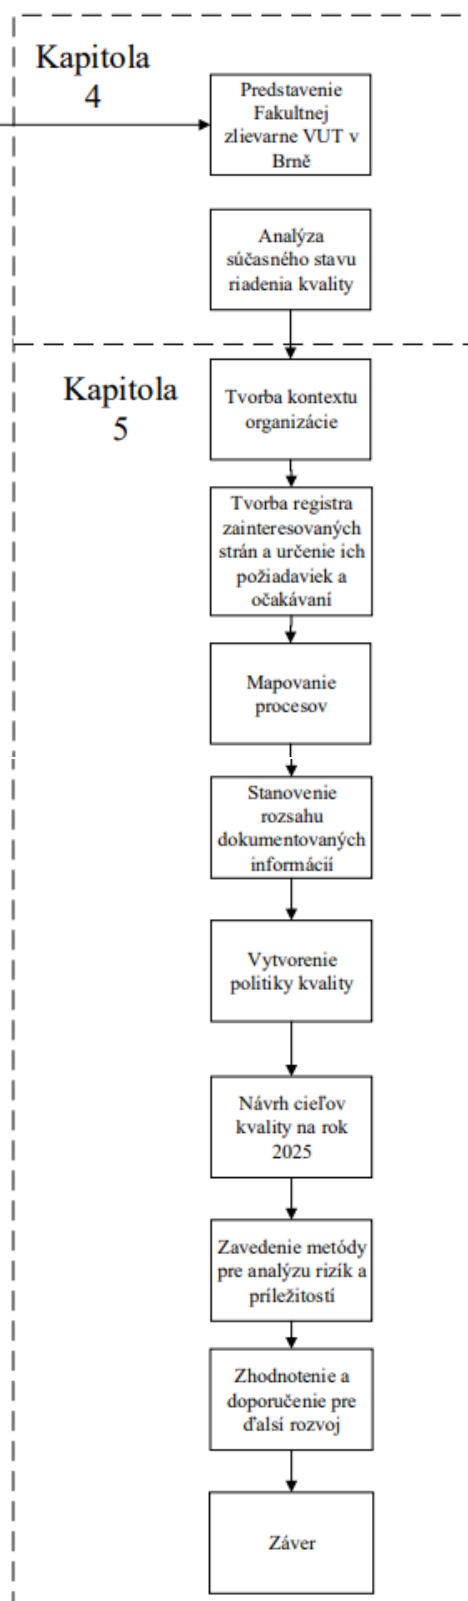 Kapitola
4
Predstavenie
Fakultnej
zlievarne VUT v
Brně
Analýza
súčasného stavu
riadenia kvality
Kapitola
5
Tvorba kontextu
organizácie
Tvorba registra
zainteresovaných
strán a určenie ich
požiadaviek a
očakávaní
Mapovanie
procesov
Stanovenie
rozsahu
dokumentovaných
informácií
Vytvorenie
politiky kvality
Návrh cieľov
kvality na rok
2025
Zavedenie metódy
pre analýzu rizík a
príležitostí
Zhodnotenie a
doporučenie pre
ďalsí rozvoj
Záver